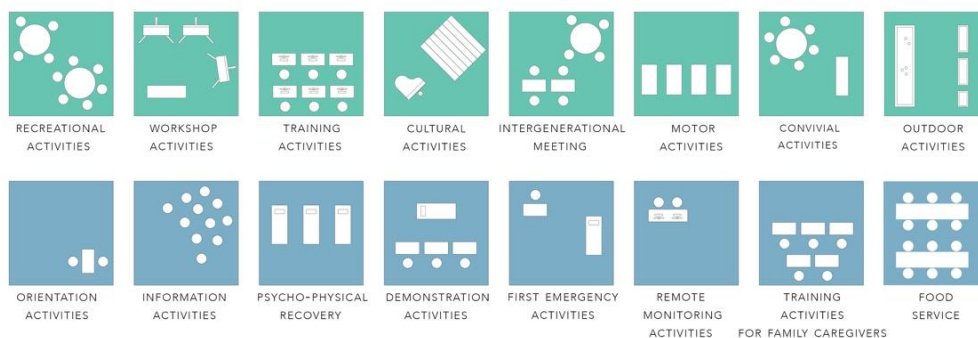 RECREATIONAL
ACTIVITIES
WORKSHOP
ACTIVITIES
TRAINING
ACTIVITIES
CULTURAL
ACTIVITIES
INTERGENERATIONAL
MEETING
MOTOR
ACTIVITIES
CONVIVIAL
ACTIVITIES
OUTDOOR
ACTIVITIES
ORIENTATION
ACTIVITIES
INFORMATION
ACTIVITIES
PSYCHO-PHYSICAL
RECOVERY
DEMONSTRATION
ACTIVITIES
FIRST EMERGENCY
ACTIVITIES
REMOTE
MONITORING
ACTIVITIES
TRAINING
ACTIVITIES
FOR FAMILY CAREGIVERS
FOOD
SERVICE